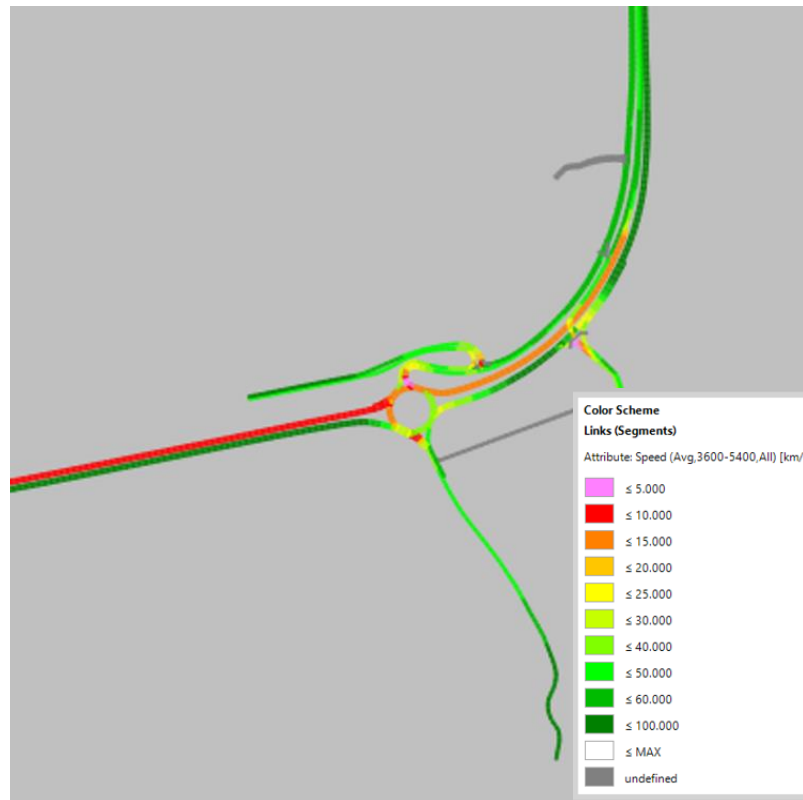 Color Scheme
Links (Segments)
Attribute: Speed (Avg,3600-5400,All) [km/
≤ 5.000
≤ 10.000
≤ 15.000
≤ 20.000
≤ 25.000
≤ 30.000
≤ 40.000
≤ 50.000
≤ 60.000
≤ 100.000
≤ MAX
undefined